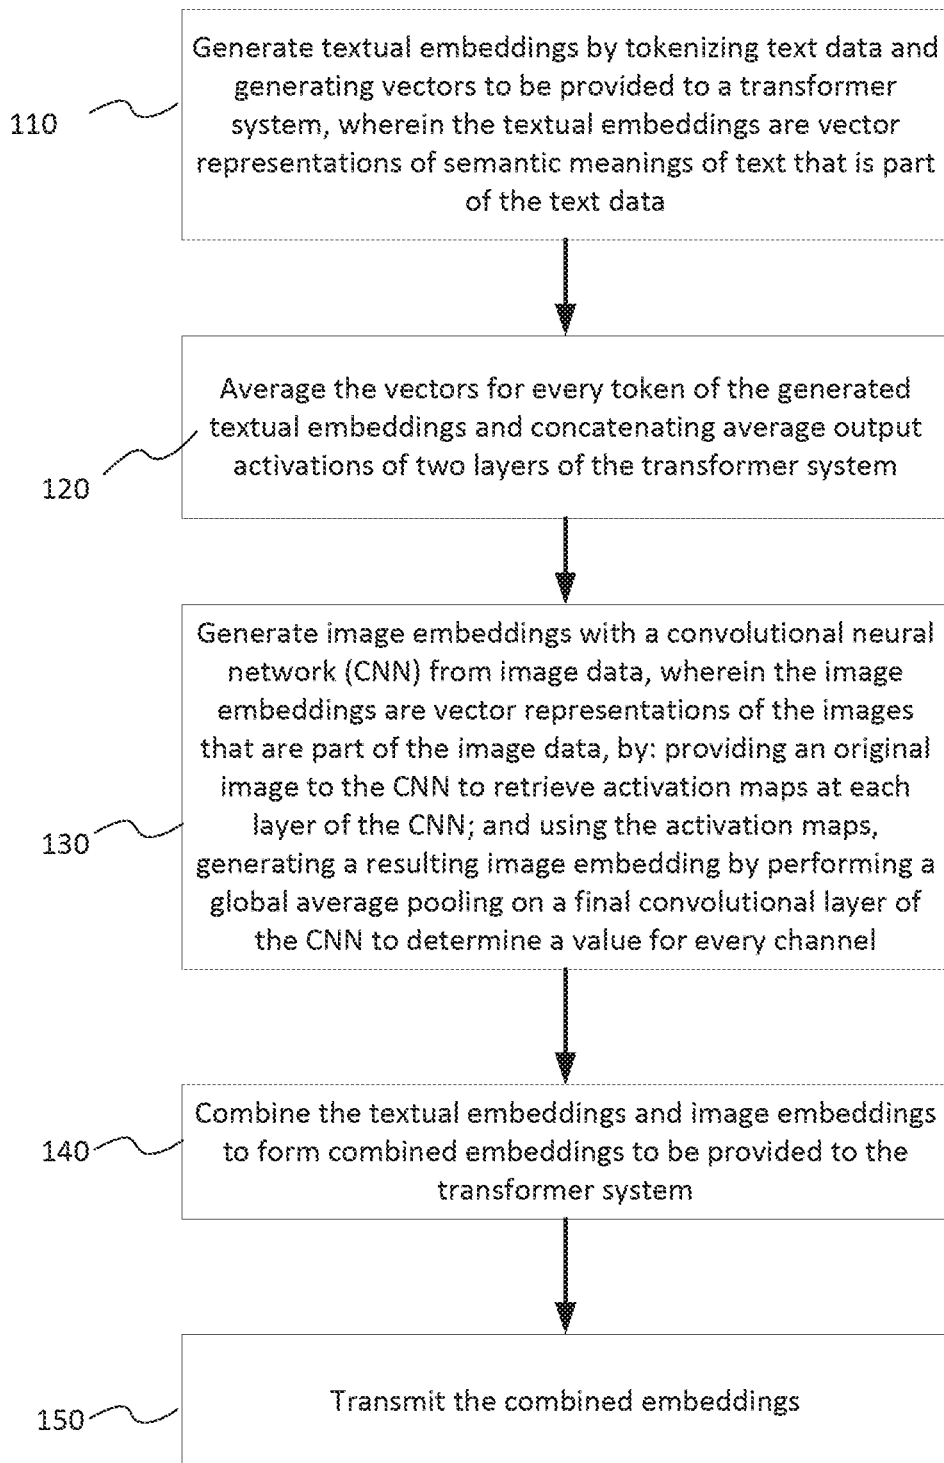 Generate textual embeddings by tokenizing text data and
generating vectors to be provided to a transformer
system, wherein the textual embeddings are vector
representations of semantic meanings of text that is part
of the text data
110
Average the vectors for every token of the generated
textual embeddings and concatenating average output
activations of two layers of the transformer system
120
Generate image embeddings with a convolutional neural
network (CNN) from image data, wherein the image
embeddings are vector representations of the images
that are part of the image data, by: providing an original
image to the CNN to retrieve activation maps at each
layer of the CNN; and using the activation maps,
generating a resulting image embedding by performing a
global average pooling on a final convolutional layer of
the CNN to determine a value for every channel
130
Combine the textual embeddings and image embeddings
to form combined embeddings to be provided to the
transformer system
140
Transmit the combined embeddings
150